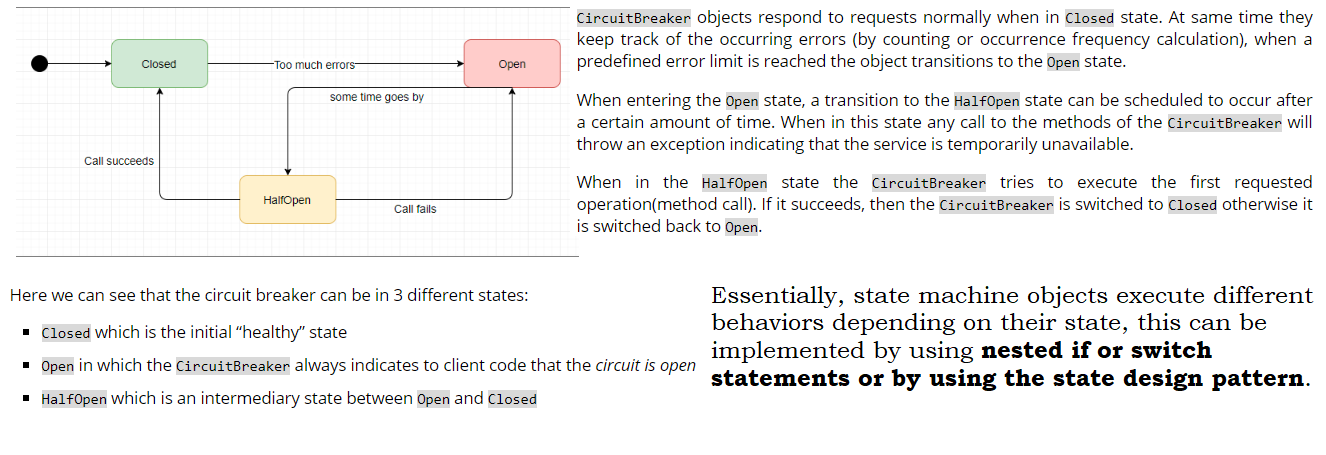 Closed
Too much errors
Open
some time goes by
Call succeeds
HalfOpen
Call fails
CircuitBreaker objects respond to requests normally when in Closed state. At same time they
keep track of the occurring errors (by counting or occurrence frequency calculation), when a
predefined error limit is reached the object transitions to the Open state.
When entering the Open state, a transition to the HalfOpen state can be scheduled to occur after
a certain amount of time. When in this state any call to the methods of the CircuitBreaker will
throw an exception indicating that the service is temporarily unavailable.
When in the HalfOpen state the CircuitBreaker tries to execute the first requested
operation(method call). If it succeeds, then the CircuitBreaker is switched to Closed otherwise it
is switched back to Open.
Here we can see that the circuit breaker can be in 3 different states:
▪ Closed which is the initial “healthy” state
▪ Open in which the CircuitBreaker always indicates to client code that the circuit is open
▪ HalfOpen which is an intermediary state between Open and Closed
Essentially, state machine objects execute different
behaviors depending on their state, this can be
implemented by using nested if or switch
statements or by using the state design pattern.